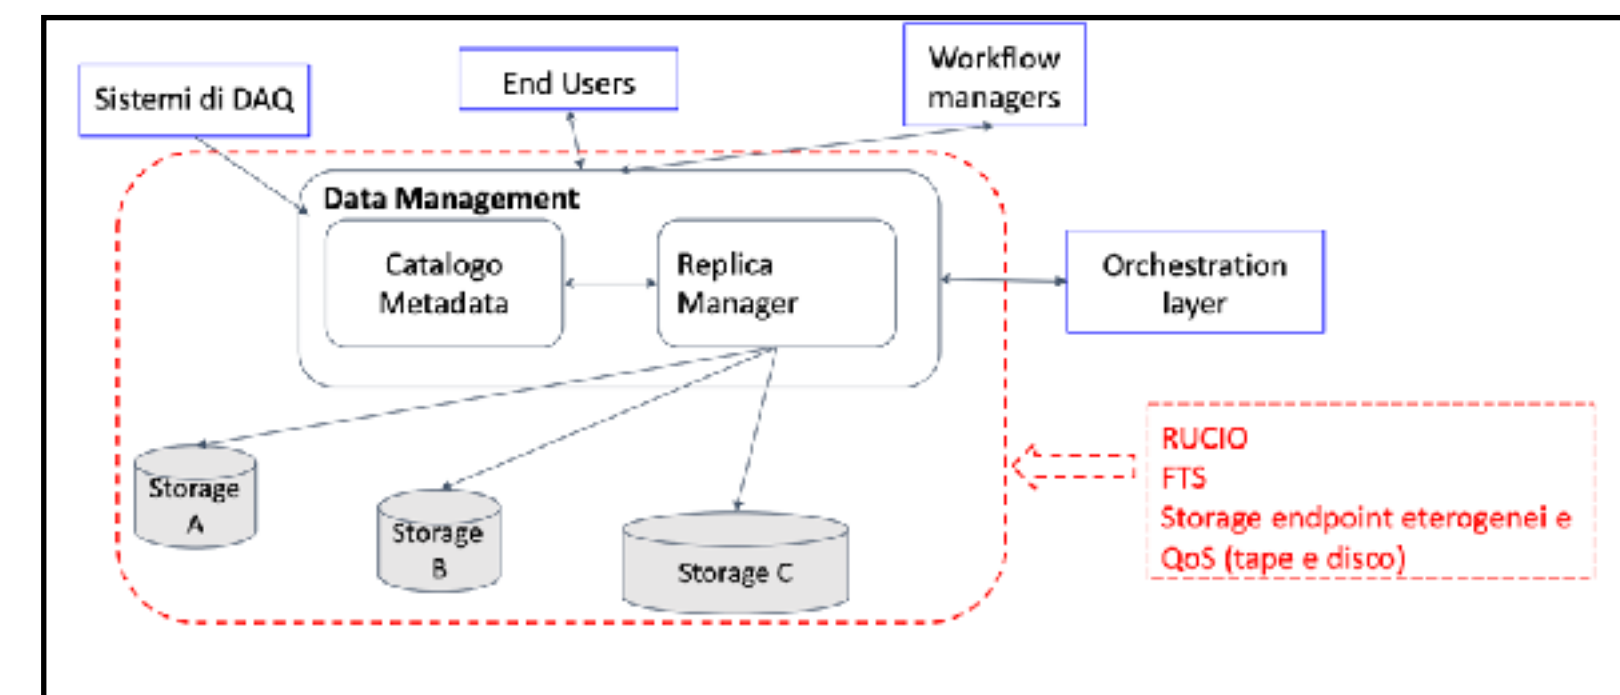 Sistemi di DAQ
End Users
Workflow
managers
Data Management
Catalogo
Metadata
Replica
Manager
Orchestration
layer
RUCIO
FTS
Storage endpoint eterogenei e
QoS (tape e disco)
Storage
A
Storage
B
Storage C